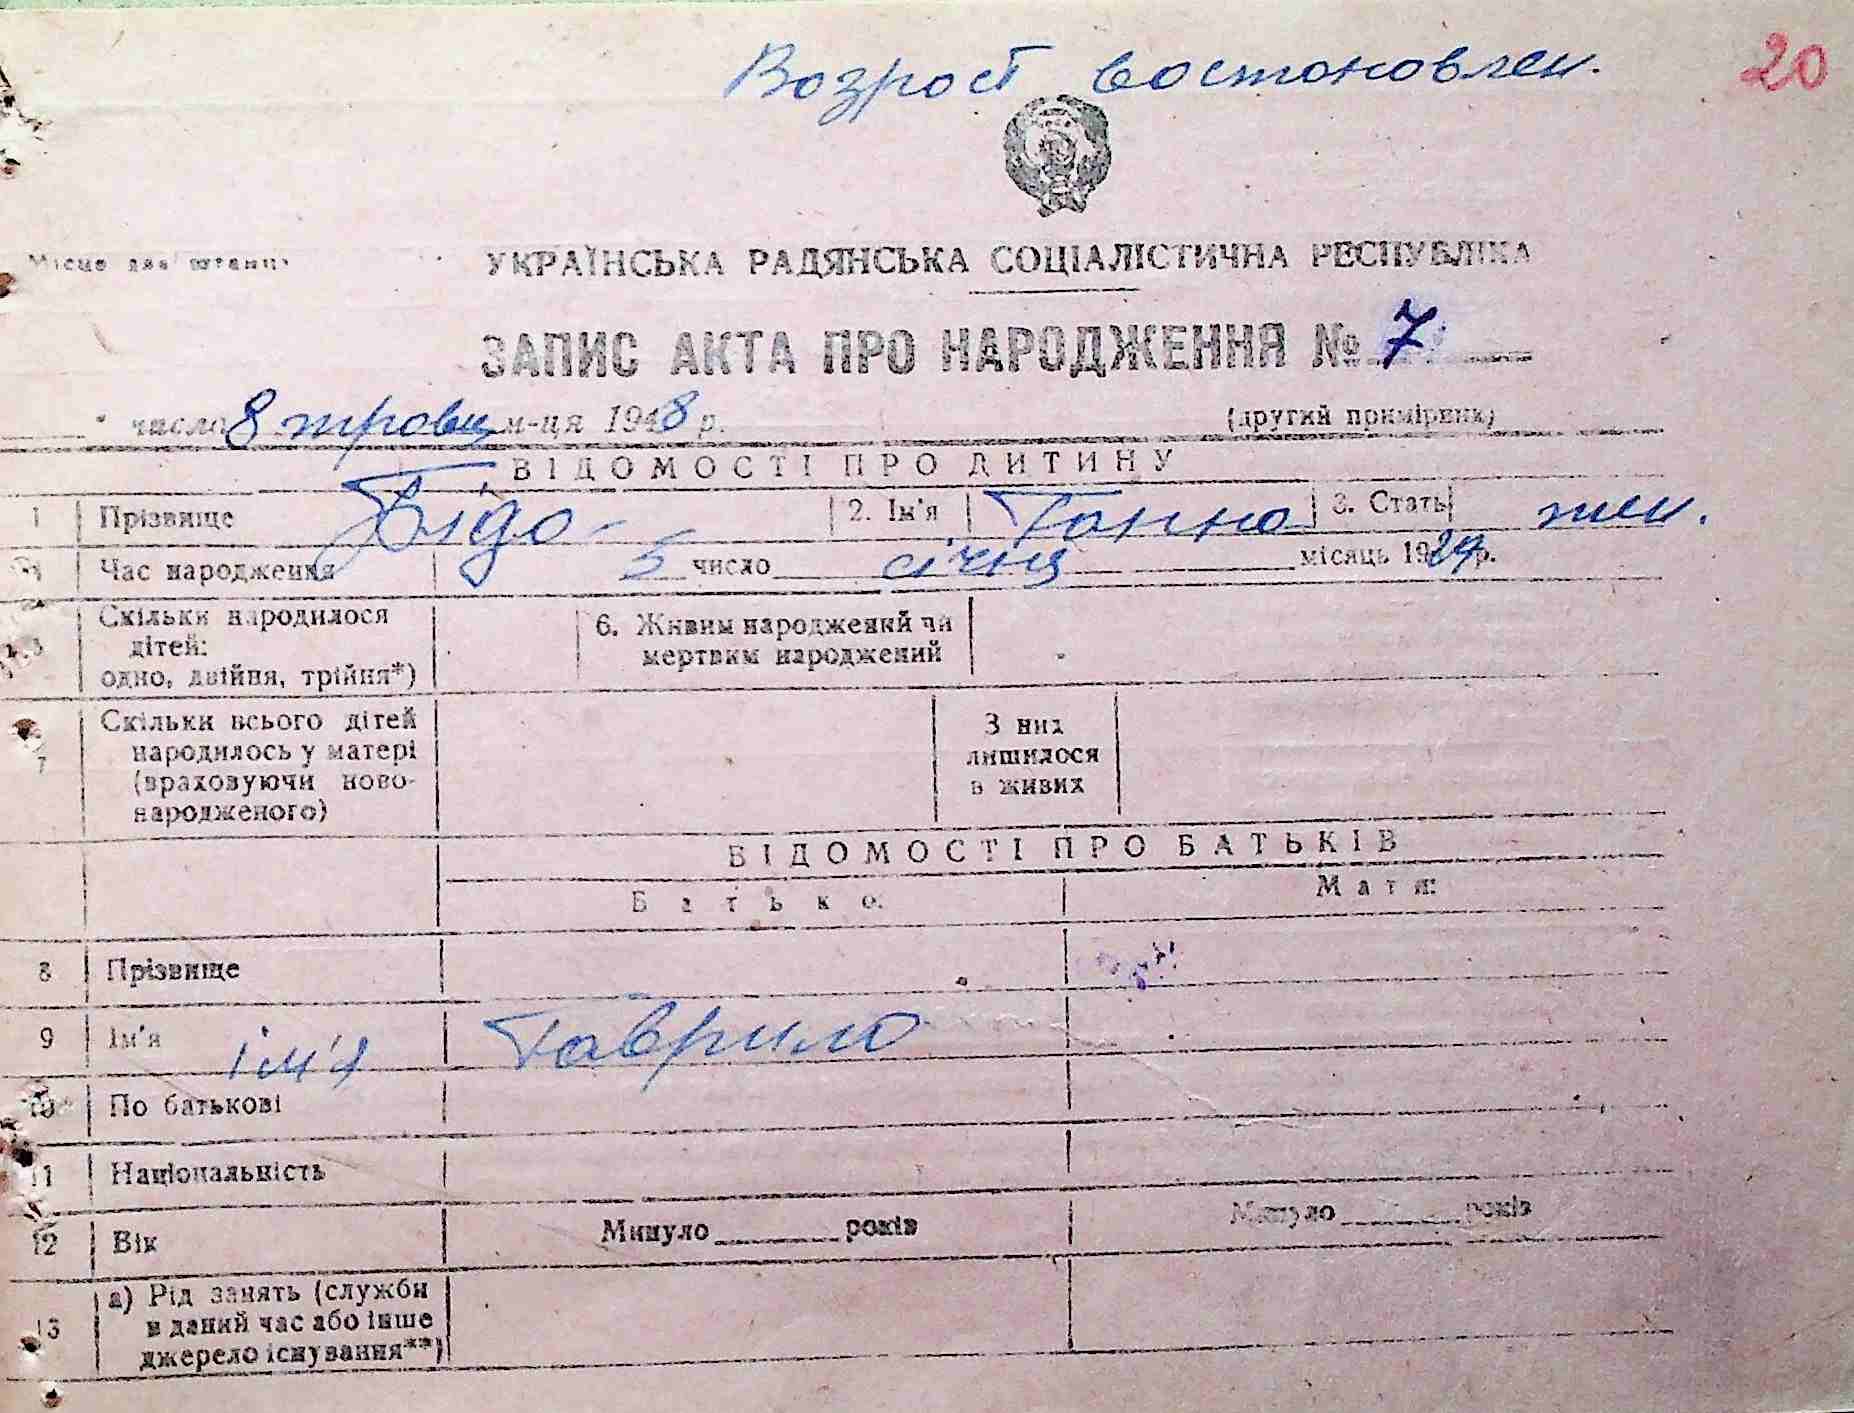 Возрост востоновлен. 20
Місце для штампу УКРАЇНСЬКА РАДЯНСЬКА СОЦІАЛІСТИЧНА РЕСПУБЛІКА
ЗАПИС АКТА ПРО НАРОДЖЕННЯ № 7
" числа 8 травня м-ця 1948 р. (другий примірник)
ВІДОМОСТІ ПРО ДИТИНУ
1 Прізвище Бідо 2. Ім'я Ганна 3. Стать жен.
Час народження 5 число січня місяць 1929 р.
Скільки народилося дітей: одно, двійня, трійня*) 6. Живим народжений чи мертвим народжений
7 Скільки всього дітей народилось у матері (враховуючи новонародженого) З них лишилося в живих
ВІДОМОСТІ ПРО БАТЬКІВ
Батько: Мати:
8 Прізвище
9 Ім'я ім'я Гаврило
10 По батькові
11 Національність
12 Вік Минуло років Минуло років
13 а) Рід занять (служби в даний час або інше джерело існування**)